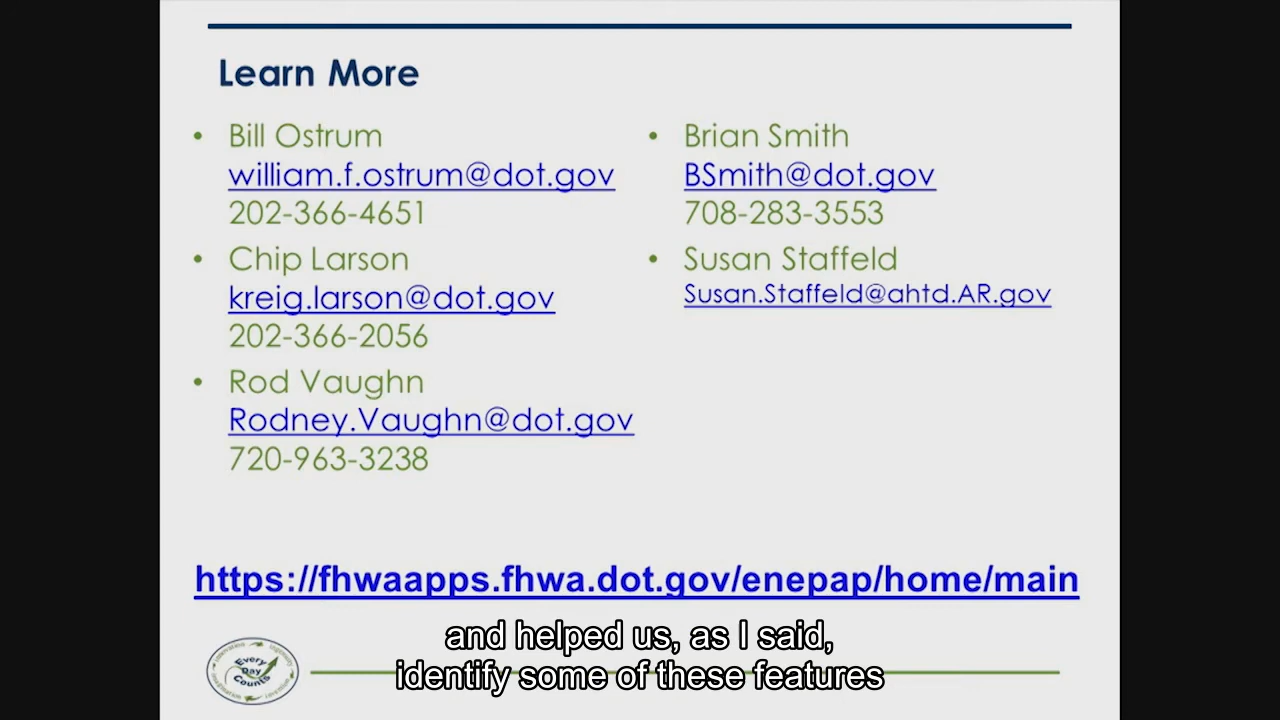 Learn More
• Bill Ostrum
william.f.ostrum@dot.gov
202-366-4651
• Chip Larson
kreig.larson@dot.gov
202-366-2056
• Rod Vaughn
Rodney.Vaughn@dot.gov
720-963-3238
• Brian Smith
BSmith@dot.gov
708-283-3553
• Susan Staffeld
Susan.Staffeld@ahtd.AR.gov
https://fhwaapps.fhwa.dot.gov/enepap/home/main
Every
Day
Counts
and helped us, as I said,
identify some of these features